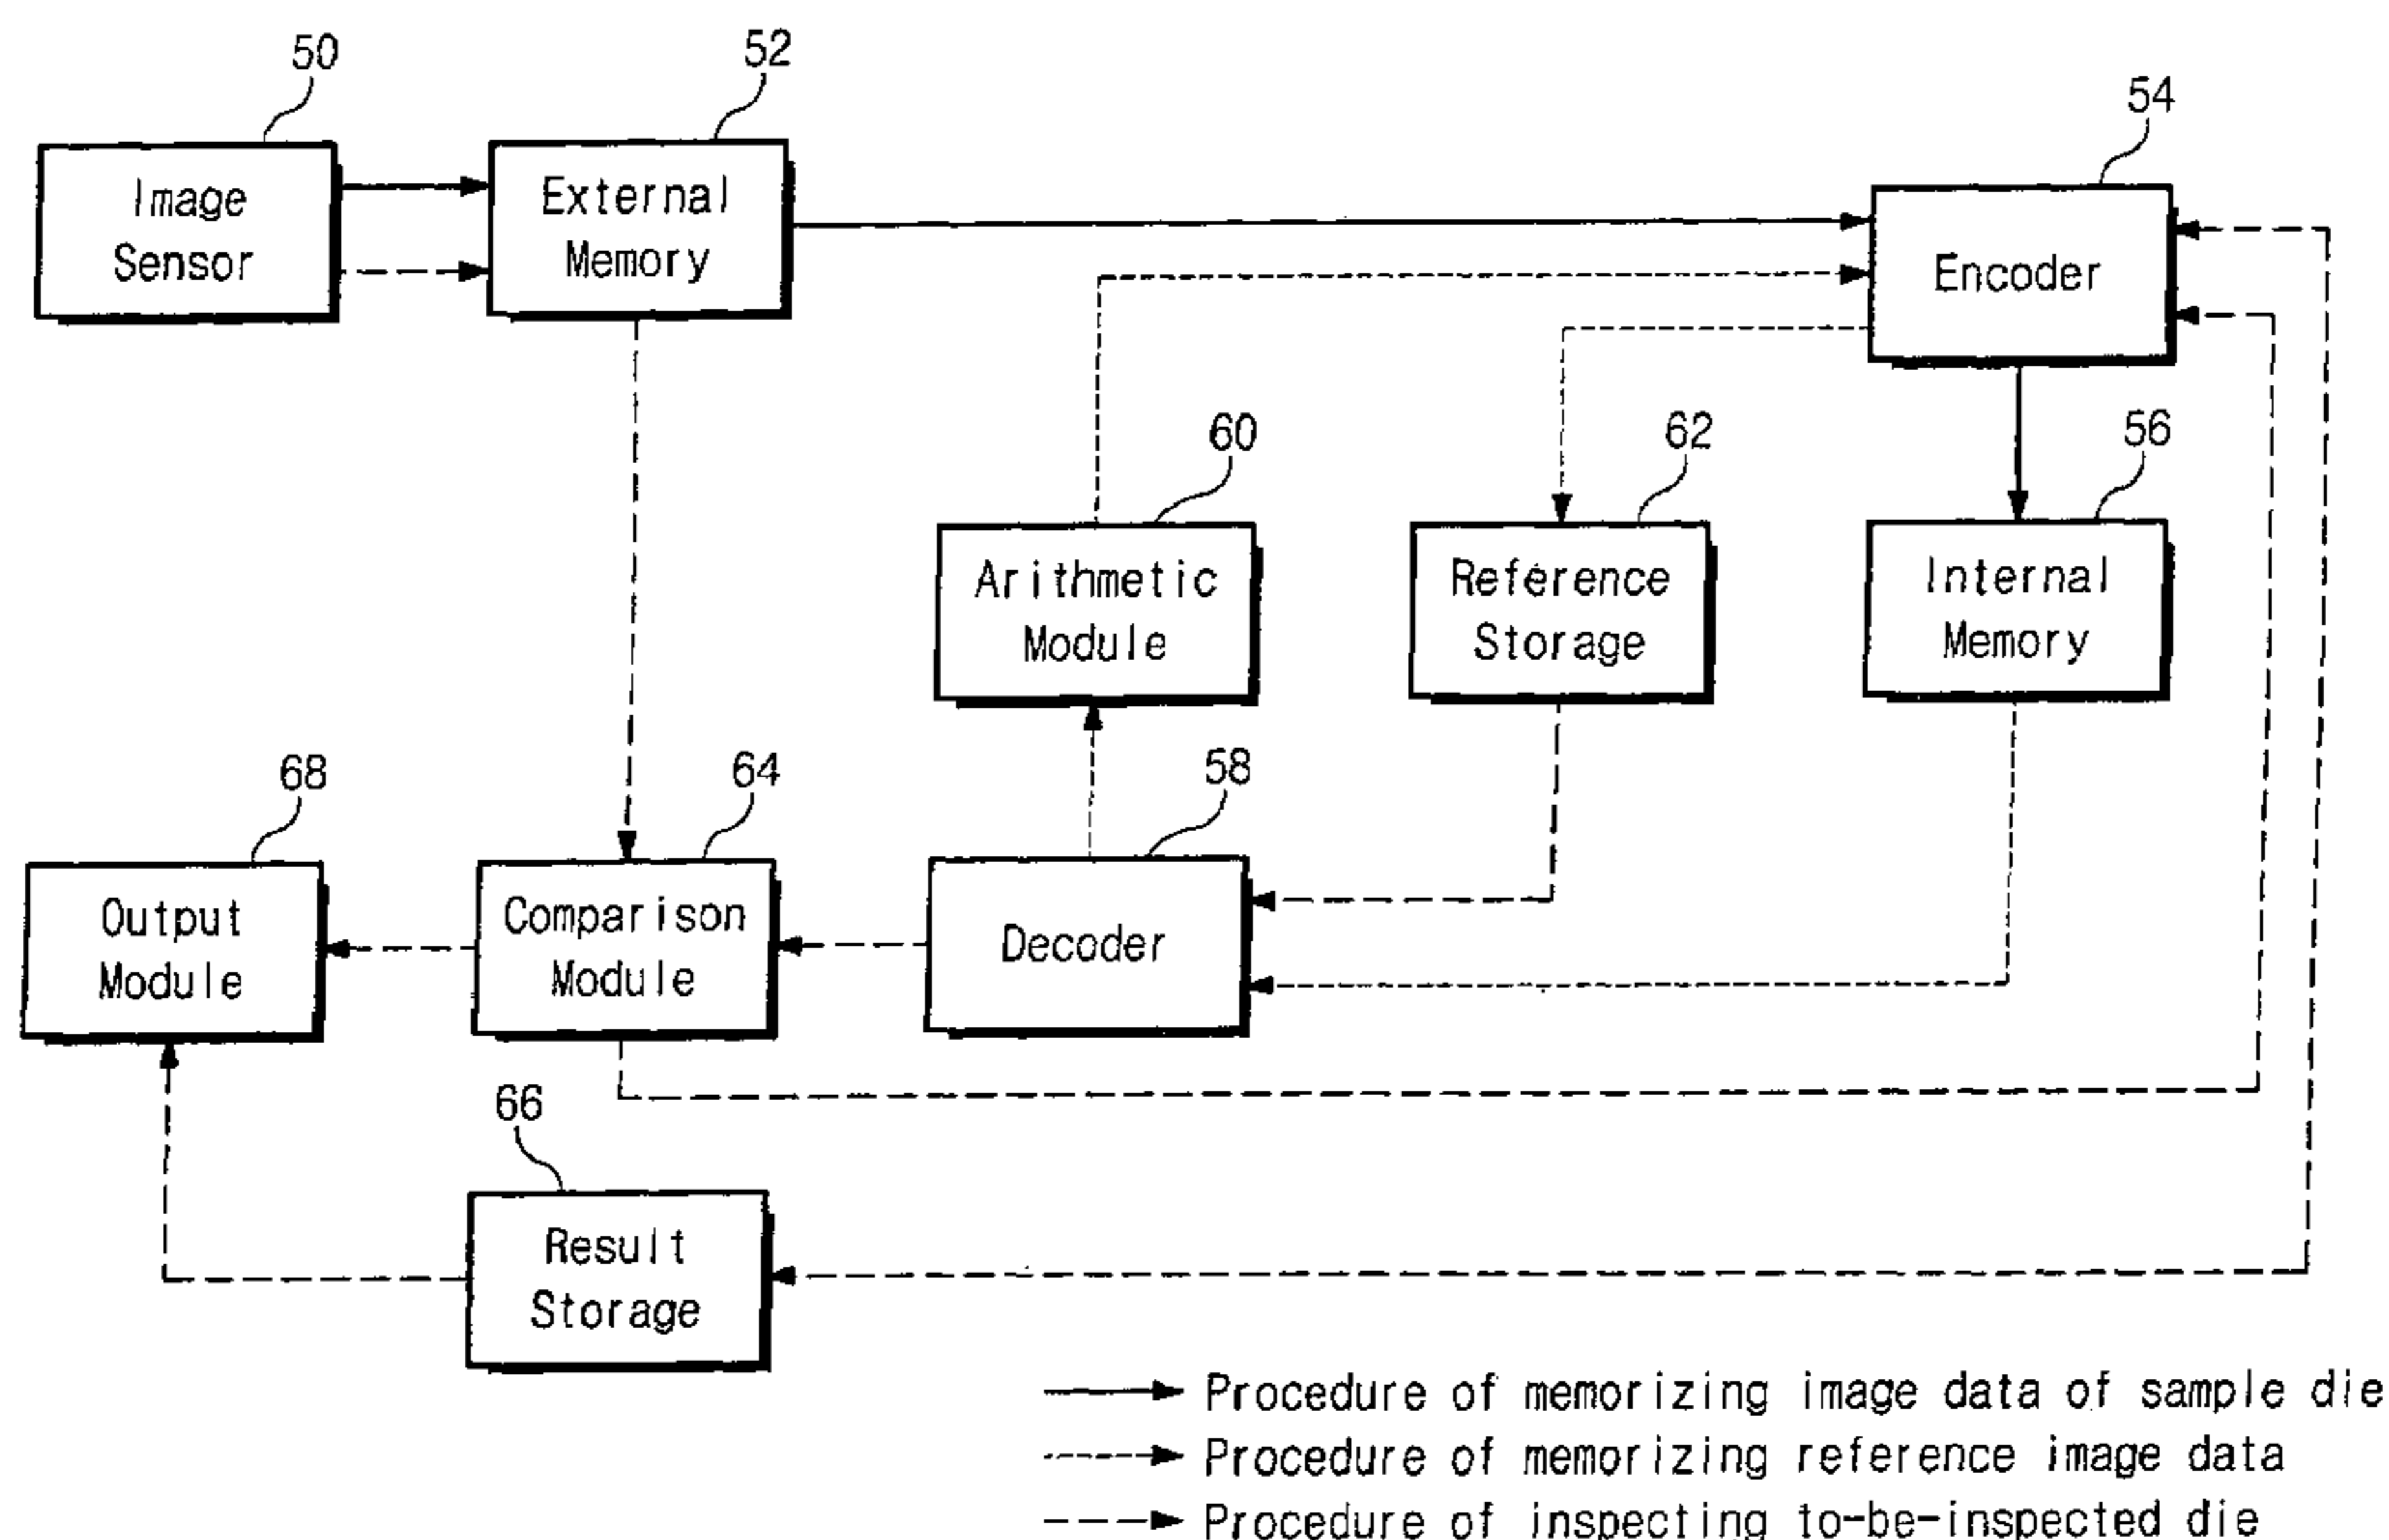 50
52
54
Image
Sensor
External
Memory
Encoder
60
62
56
Arithmetic
Module
Reference
Storage
Internal
Memory
68
64
58
Output
Module
Comparison
Module
Decoder
66
Result
Storage
Procedure of memorizing image data of sample die
Procedure of memorizing reference image data
Procedure of inspecting to-be-inspected die